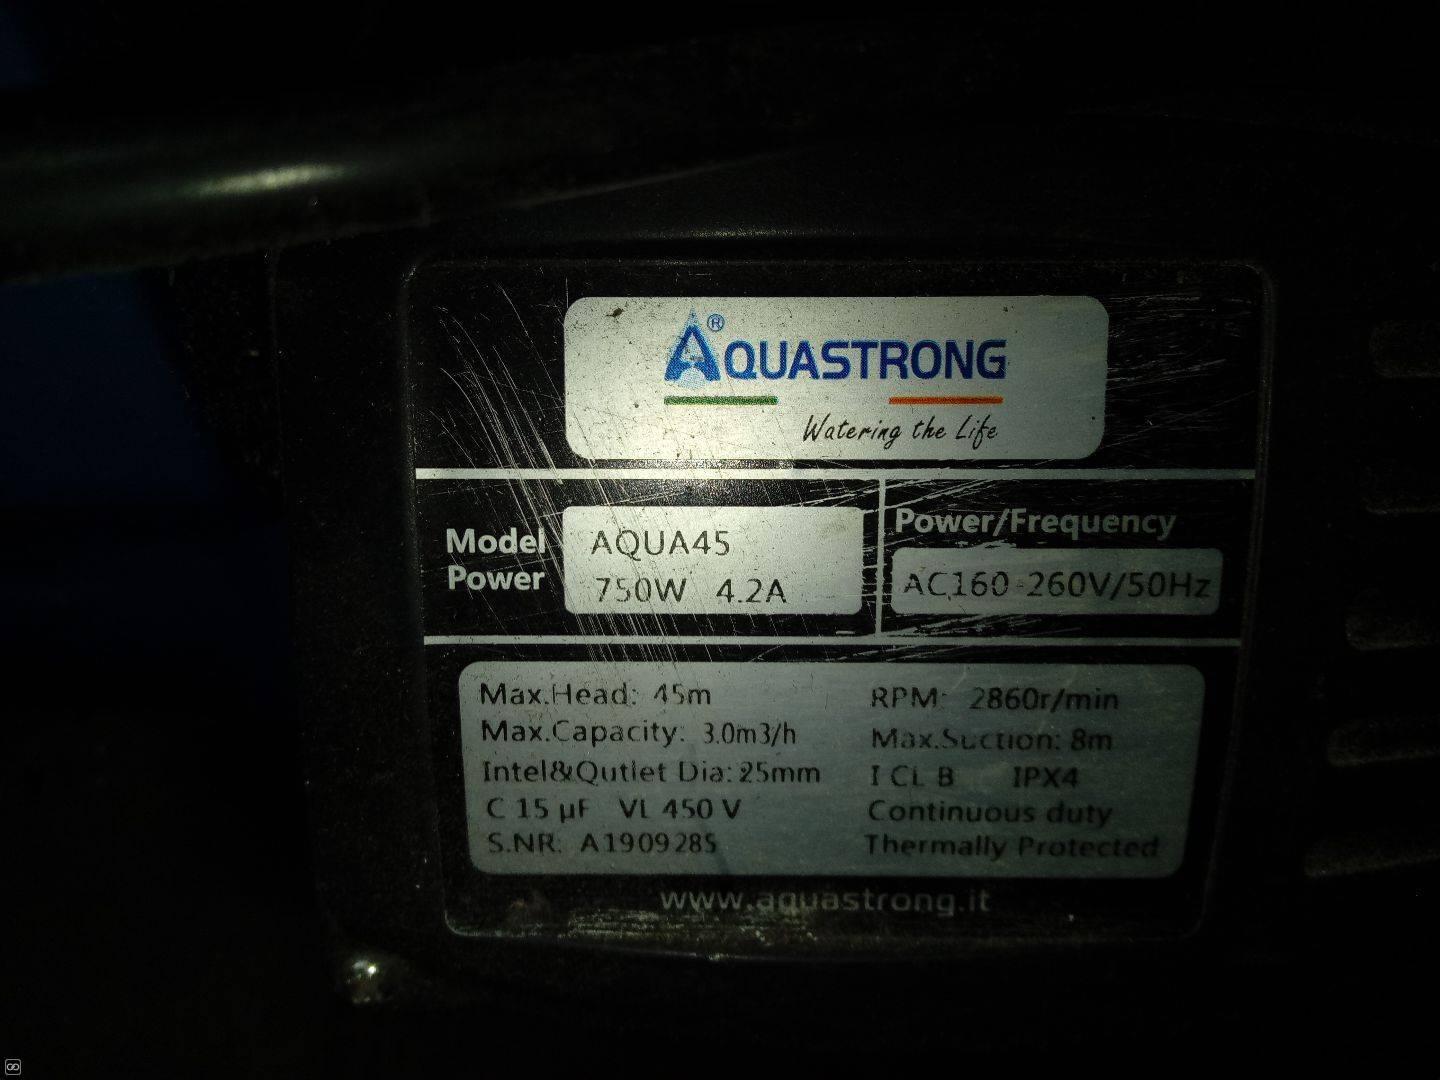 AQUASTRONG®
Watering the Life
Model AQUA45
Power 750W 4.2A
Power/Frequency
AC160-260V/50Hz
Max.Head: 45m
Max.Capacity: 3.0m3/h
Intel&Qutlet Dia: 25mm
C 15 µF VL 450 V
S.NR: A1909285
RPM: 2860r/min
Max.Suction: 8m
I CL B IPX4
Continuous duty
Thermally Protected
www.aquastrong.it